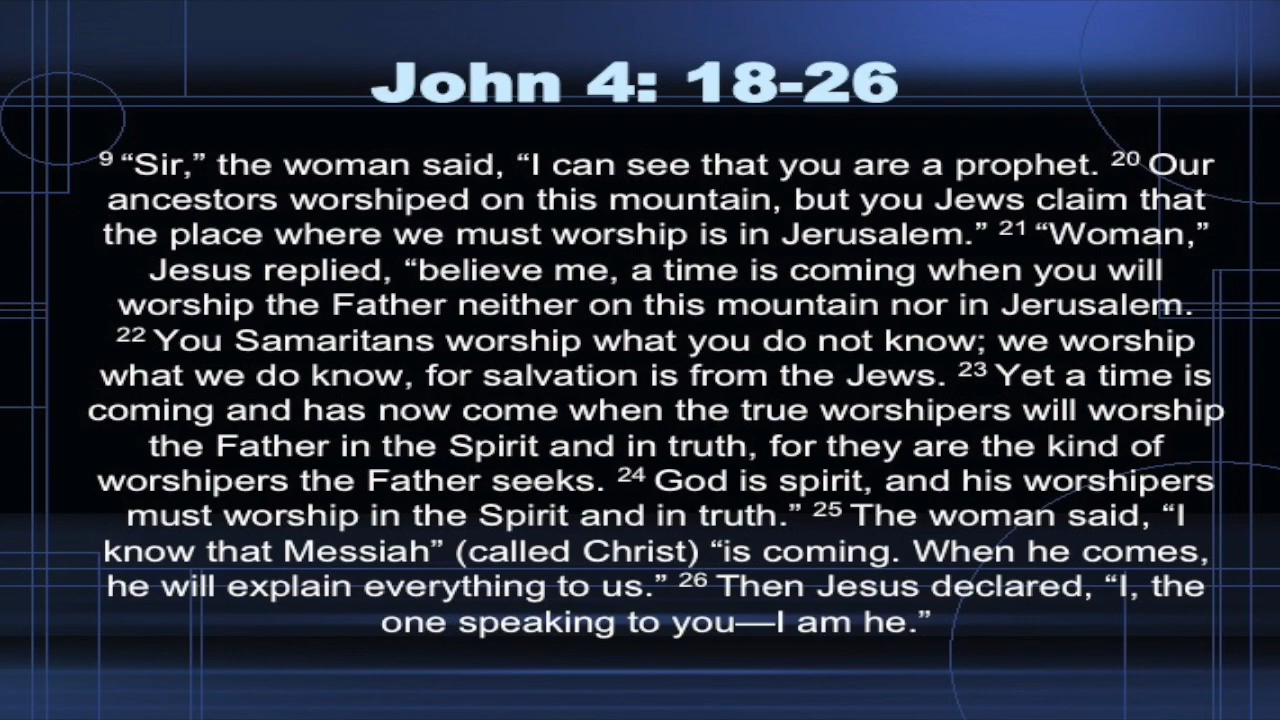 John 4: 18-26
9 “Sir,” the woman said, “I can see that you are a prophet. 20 Our
ancestors worshiped on this mountain, but you Jews claim that
the place where we must worship is in Jerusalem.” 21 “Woman,”
Jesus replied, “believe me, a time is coming when you will
worship the Father neither on this mountain nor in Jerusalem.
22 You Samaritans worship what you do not know; we worship
what we do know, for salvation is from the Jews. 23 Yet a time is
coming and has now come when the true worshipers will worship
the Father in the Spirit and in truth, for they are the kind of
worshipers the Father seeks. 24 God is spirit, and his worshipers
must worship in the Spirit and in truth.” 25 The woman said, “I
know that Messiah” (called Christ) “is coming. When he comes,
he will explain everything to us.” 26 Then Jesus declared, “I, the
one speaking to you—I am he.”